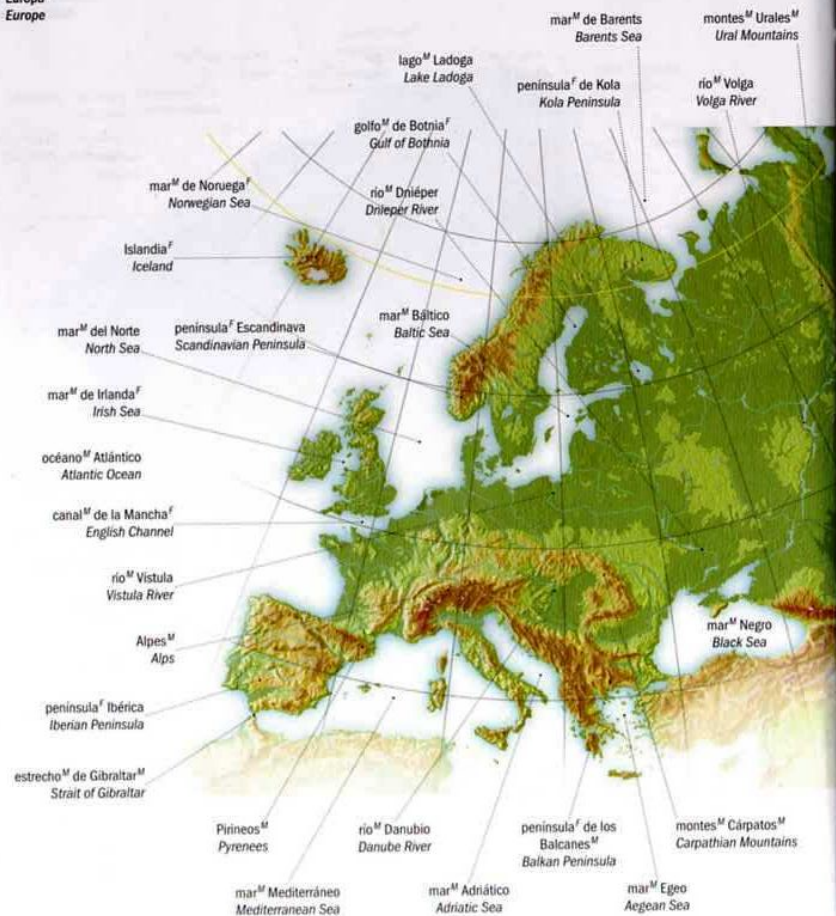 Europa
Europe
mar^M de Barents
Barents Sea
montes^M Urales^M
Ural Mountains
lago^M Ladoga
Lake Ladoga
península^F de Kola
Kola Peninsula
río^M Volga
Volga River
golfo^M de Botnia^F
Gulf of Bothnia
mar^M de Noruega^F
Norwegian Sea
río^M Dniéper
Dnieper River
Islandia^F
Iceland
mar^M del Norte
North Sea
península^F Escandinava
Scandinavian Peninsula
mar^M Báltico
Baltic Sea
mar^M de Irlanda^F
Irish Sea
océano^M Atlántico
Atlantic Ocean
canal^M de la Mancha^F
English Channel
río^M Vístula
Vistula River
Alpes^M
Alps
mar^M Negro
Black Sea
península^F Ibérica
Iberian Peninsula
estrecho^M de Gibraltar^M
Strait of Gibraltar
Pirineos^M
Pyrenees
río^M Danubio
Danube River
península^F de los
Balcanes^M
Balkan Peninsula
montes^M Cárpatos^M
Carpathian Mountains
mar^M Mediterráneo
Mediterranean Sea
mar^M Adriático
Adriatic Sea
mar^M Egeo
Aegean Sea